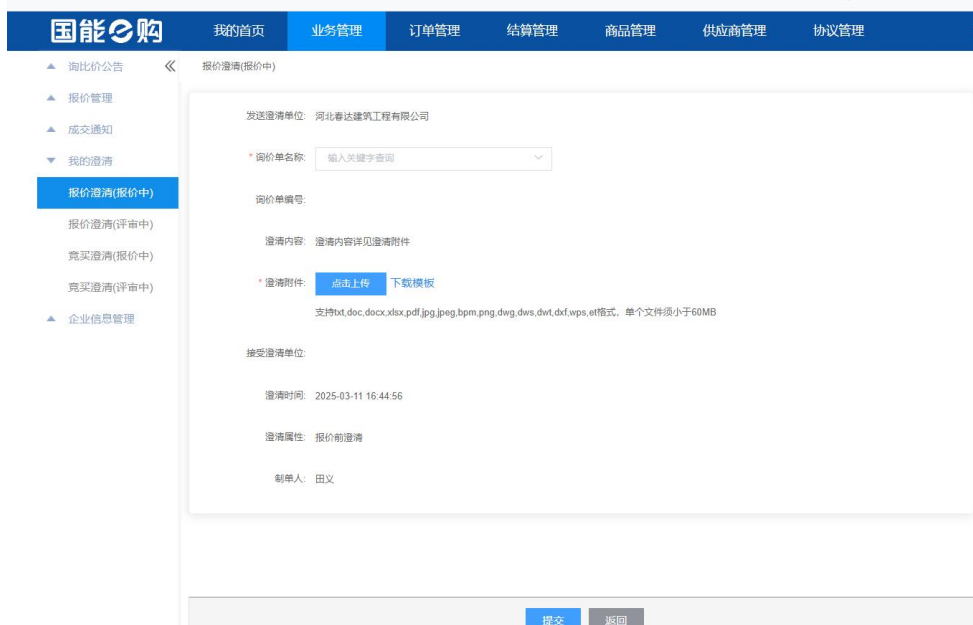 国能e购 我的首页 业务管理 订单管理 结算管理 商品管理 供应商管理 协议管理
询比价公告
报价管理
成交通知
我的澄清
报价澄清(报价中)
报价澄清(评审中)
竞买澄清(报价中)
竞买澄清(评审中)
企业信息管理
报价澄清(报价中)
发送澄清单位: 河北春达建筑工程有限公司
* 询价单名称: 输入关键字查询
询价单编号:
澄清内容: 澄清内容详见澄清附件
* 澄清附件: 点击上传 下载模板
支持txt,doc,docx,xlsx,pdf,jpg,jpeg,bpm,png,dwg,dws,dwt,dxf,wps,et格式，单个文件须小于60MB
接受澄清单位:
澄清时间: 2025-03-11 16:44:56
澄清属性: 报价前澄清
制单人: 田义
提交 返回